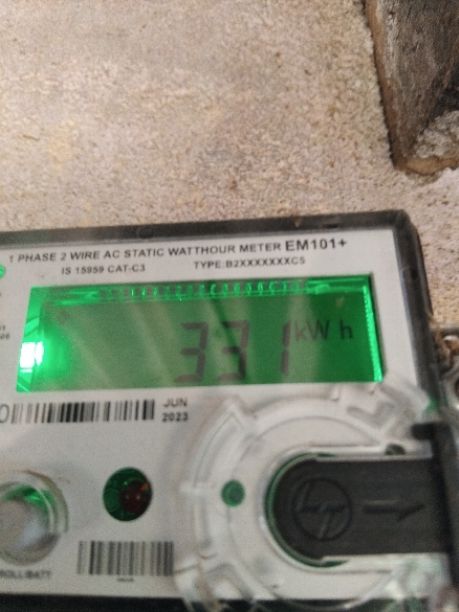 1 PHASE 2 WIRE AC STATIC WATTHOUR METER EM101+
IS 15959 CAT-C3 TYPE:B2XXXXXXXC5
331 kWh
JUN
2023